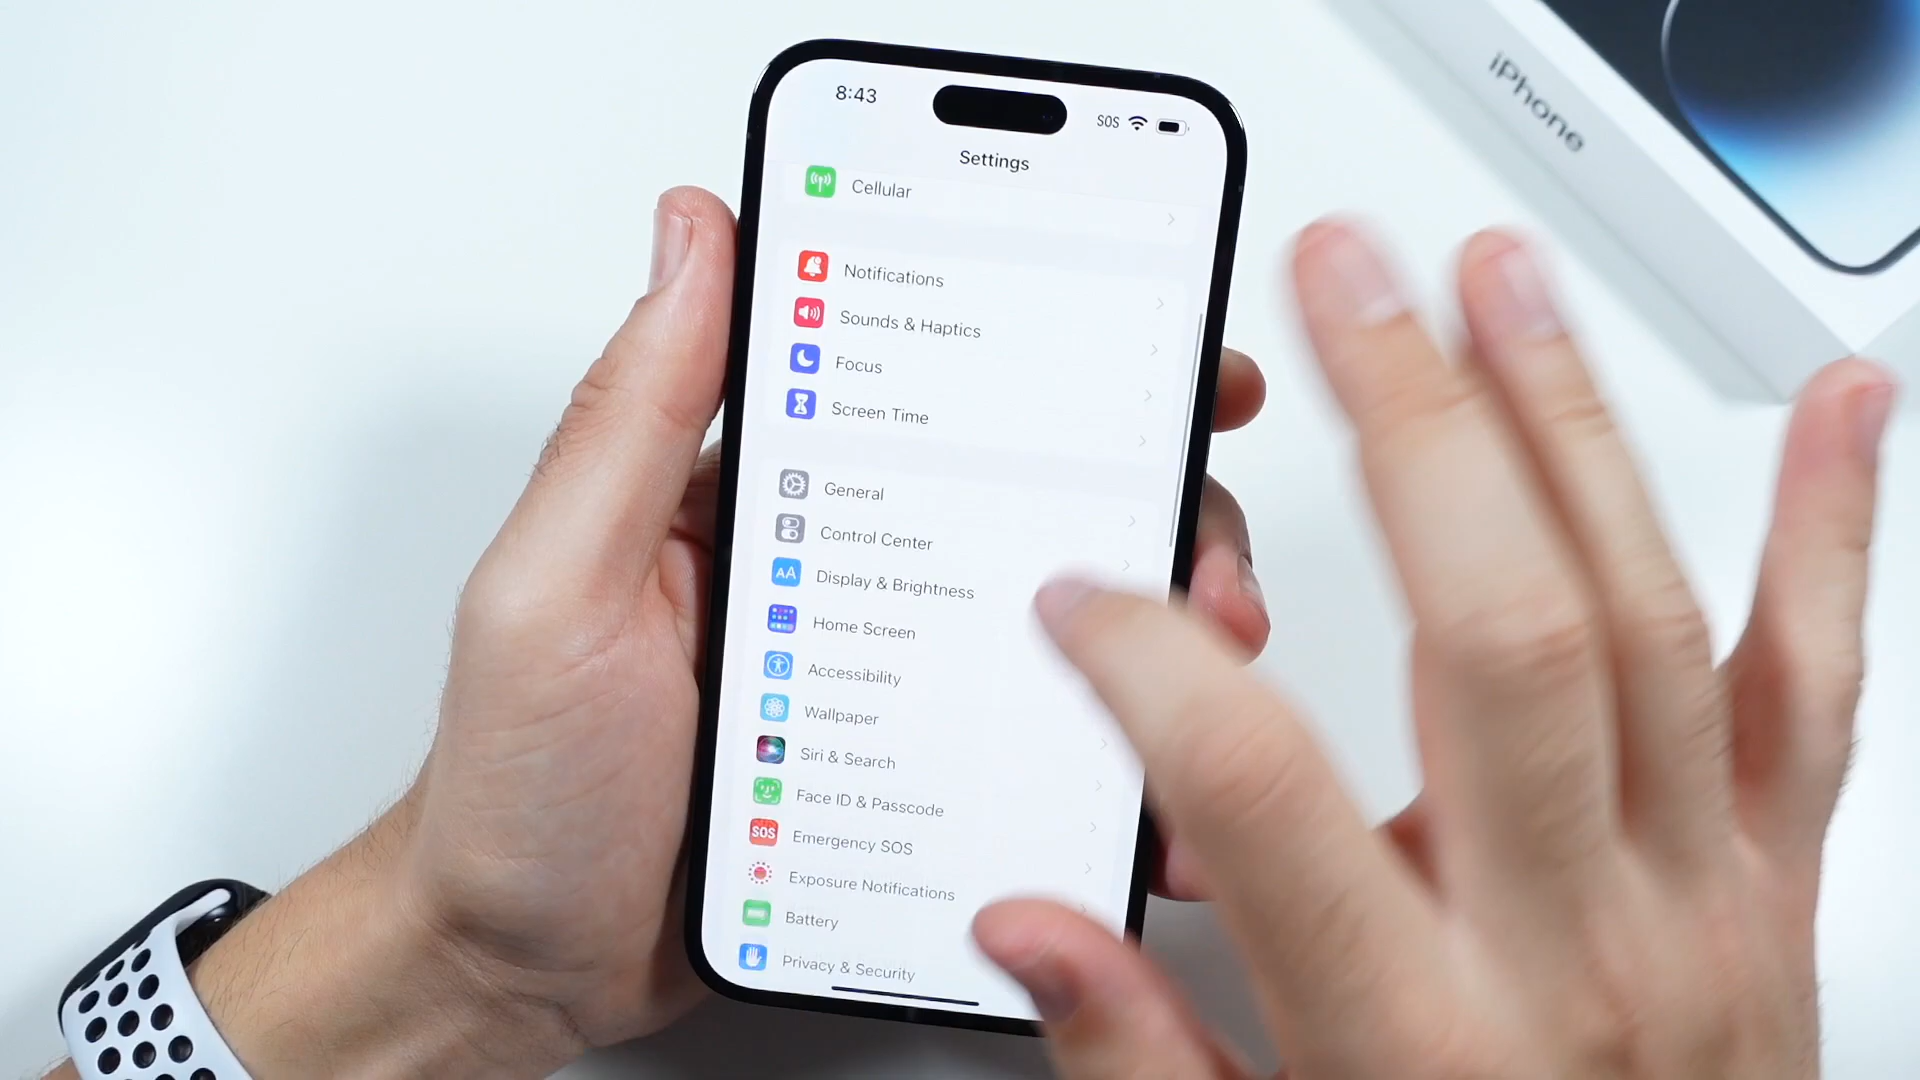 8:43
SOS
Settings
Cellular
Notifications
Sounds & Haptics
Focus
Screen Time
General
Control Center
AA
Display & Brightness
Home Screen
Accessibility
Wallpaper
Siri & Search
Face ID & Passcode
SOS
Emergency SOS
Exposure Notifications
Battery
Privacy & Security
iPhone